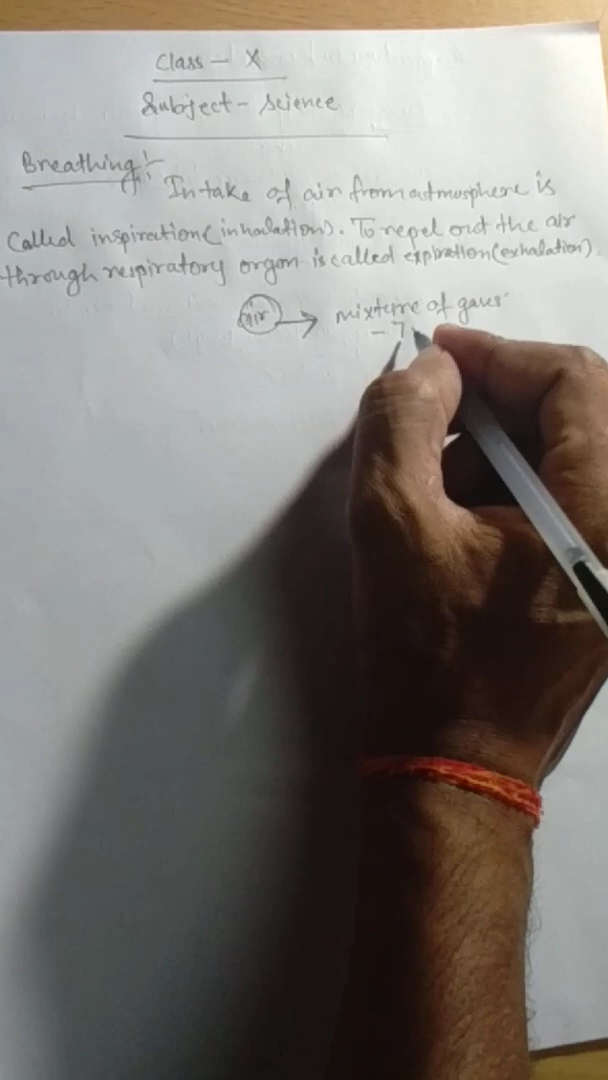 Class - X
Subject - Science
Breathing :-
Intake of air from atmosphere is
Called inspiration (inhalation). To repel out the air
through respiratory organ is called expiration (exhalation).
air → mixture of gases
- 7